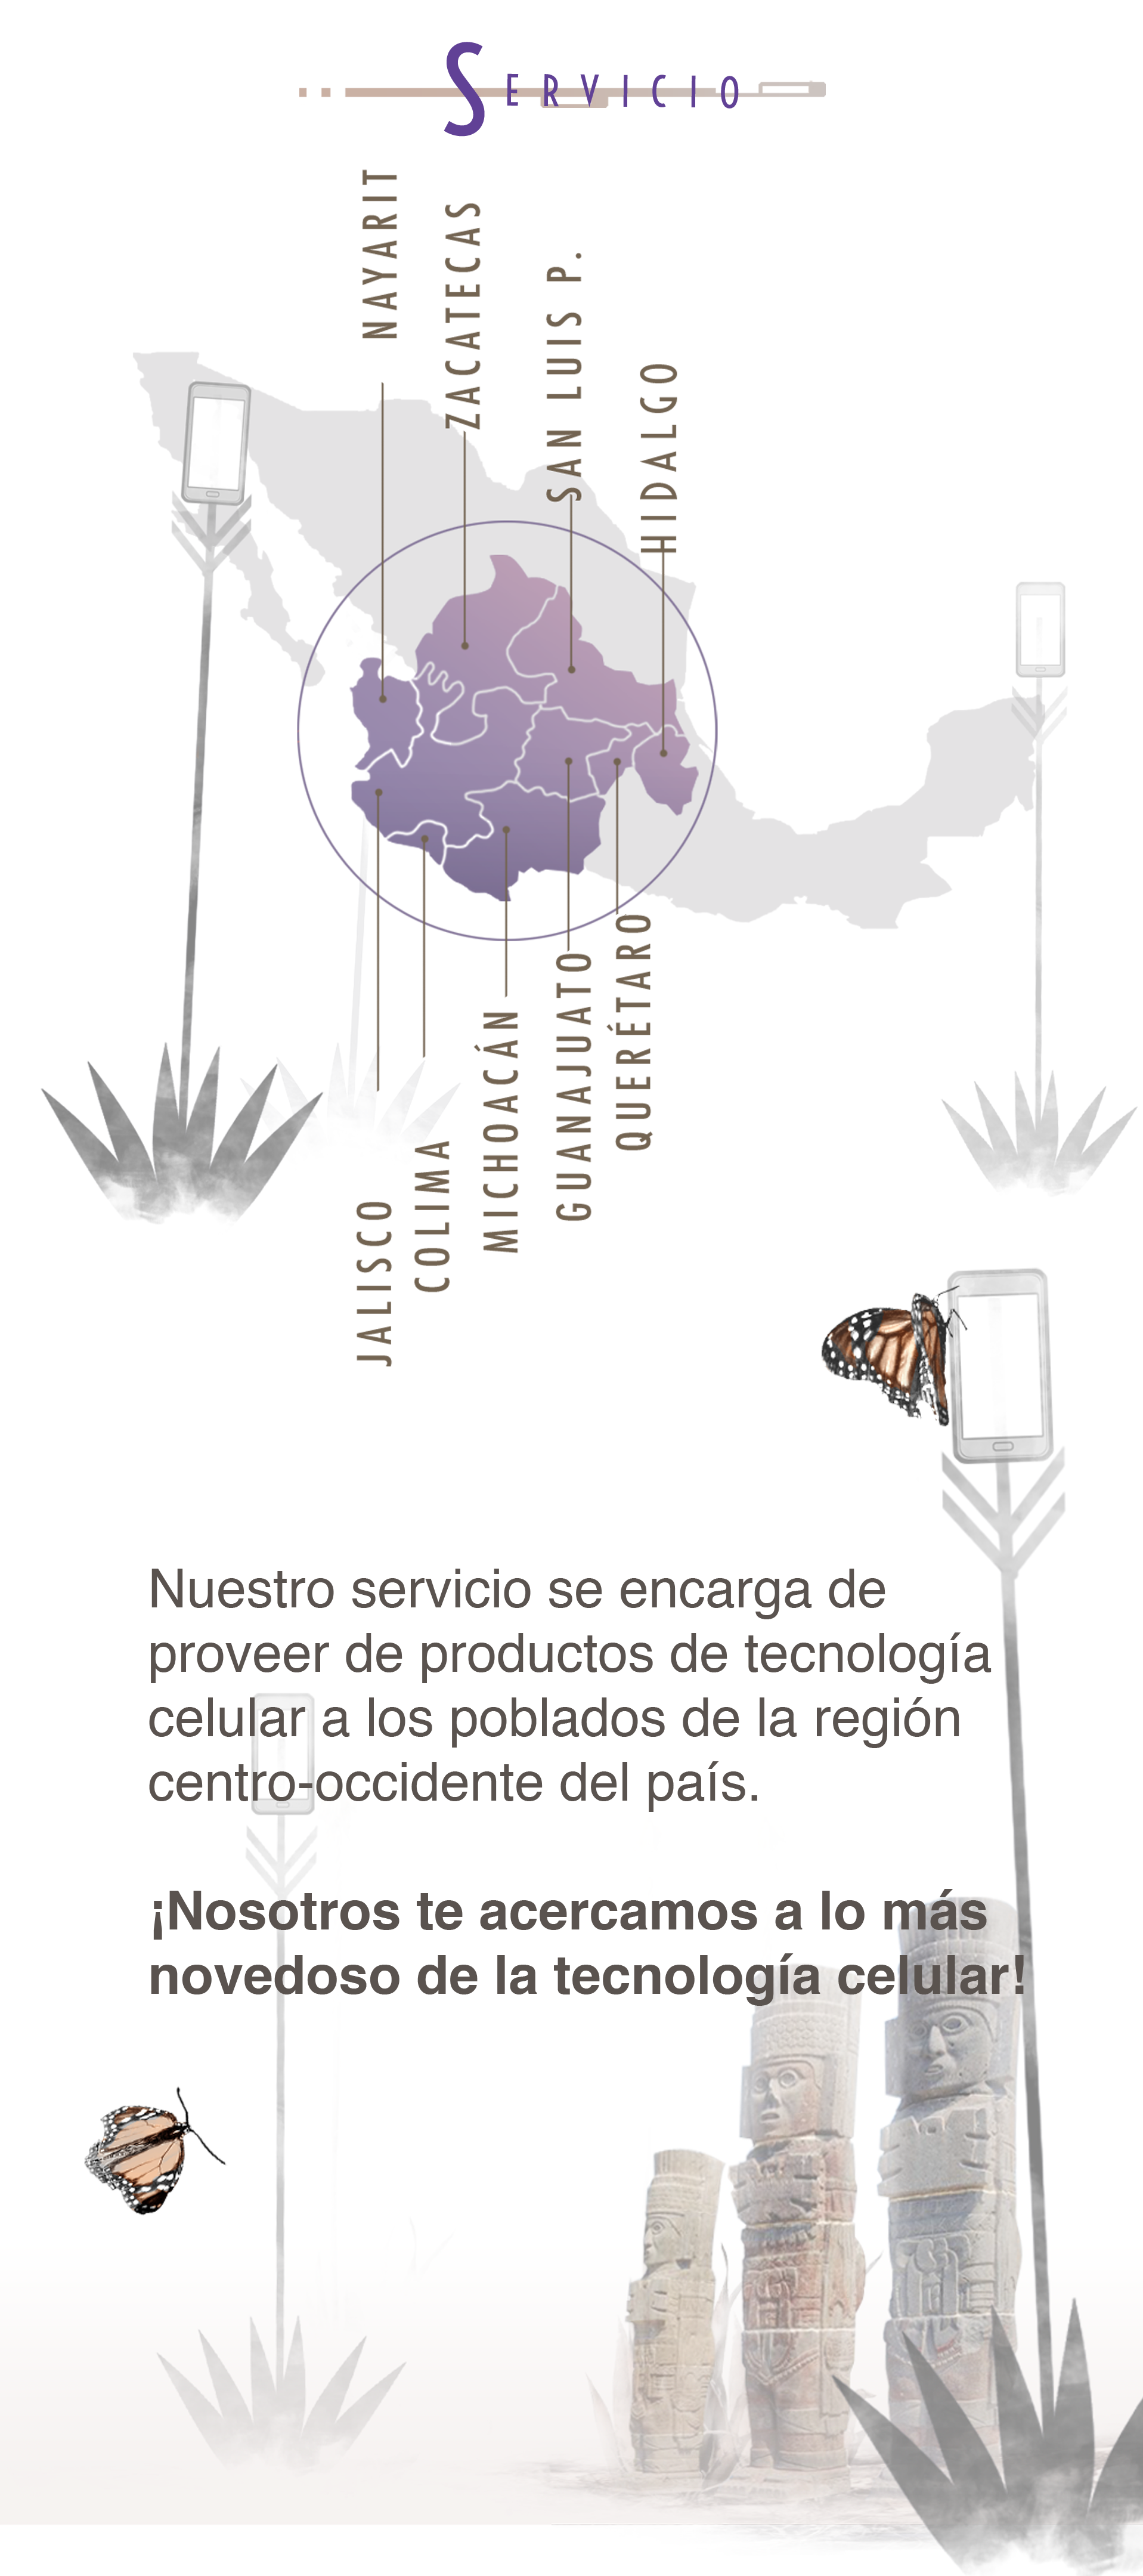 SERVICIO
NAYARIT
ZACATECAS
SAN LUIS P.
HIDALGO
JALISCO
COLIMA
MICHOACÁN
GUANAJUATO
QUERÉTARO
Nuestro servicio se encarga de
proveer de productos de tecnología
celular a los poblados de la región
centro-occidente del país.
¡Nosotros te acercamos a lo más
novedoso de la tecnología celular!